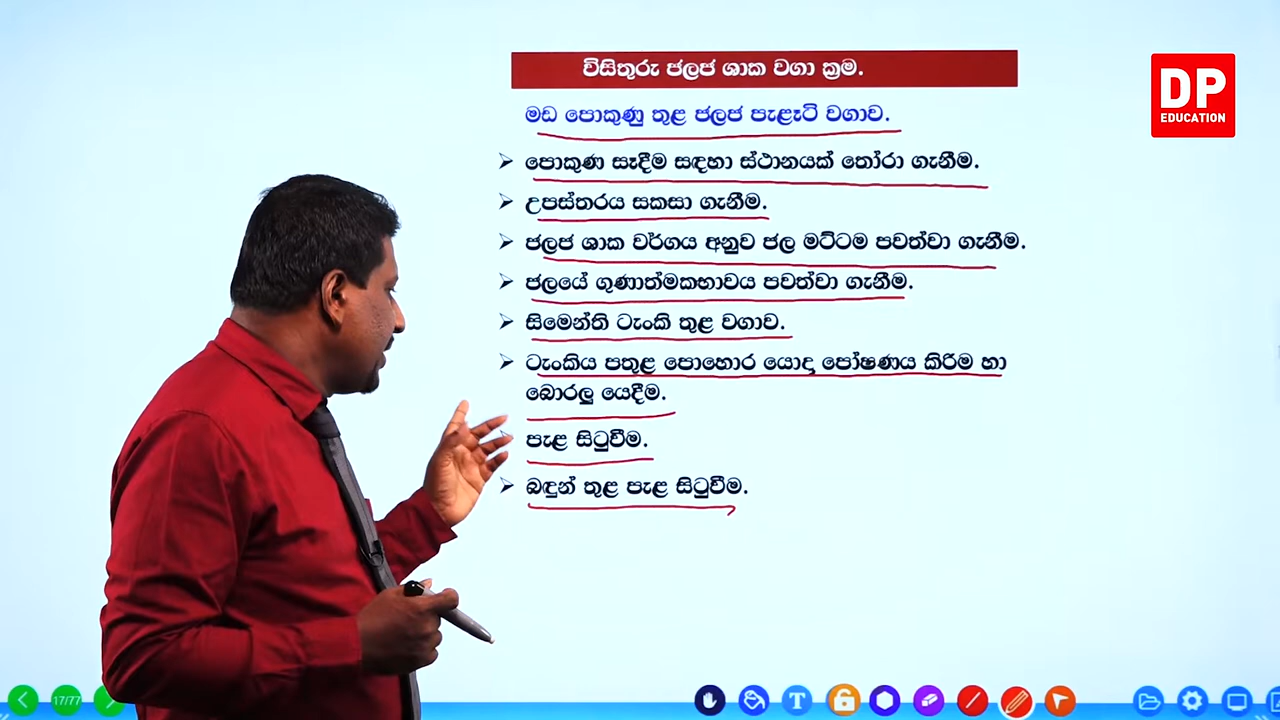 විසිතුරු ජලජ ශාක වගා ක්‍රම.
DP
EDUCATION
මඩ පොකුණු තුළ ජලජ පැළෑටි වගාව.
➢ පොකුණ සෑදීම සඳහා ස්ථානයක් තෝරා ගැනීම.
➢ උපස්තරය සකසා ගැනීම.
➢ ජලජ ශාක වර්ගය අනුව ජල මට්ටම පවත්වා ගැනීම.
➢ ජලයේ ගුණාත්මකභාවය පවත්වා ගැනීම.
➢ සිමෙන්ති ටැංකි තුළ වගාව.
➢ ටැංකිය පතුළ පොහොර යොදා පෝෂණය කිරීම හා
බොරලු යෙදීම.
➢ පැළ සිටුවීම.
➢ බඳුන් තුළ පැළ සිටුවීම.
17/77